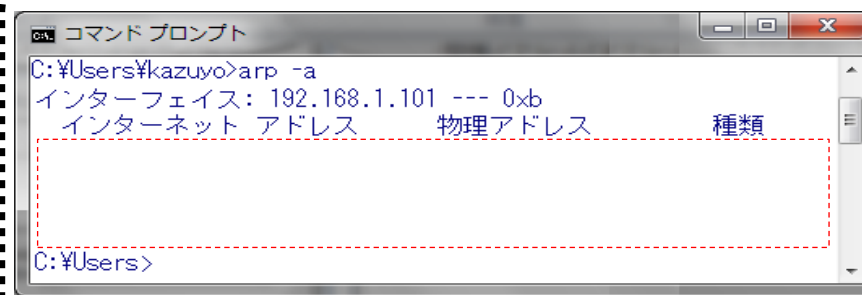 コマンド プロンプト
C:¥Users¥kazuyo>arp -a
インターフェイス: 192.168.1.101 --- 0xb
インターネット アドレス 物理アドレス 種類
C:¥Users>